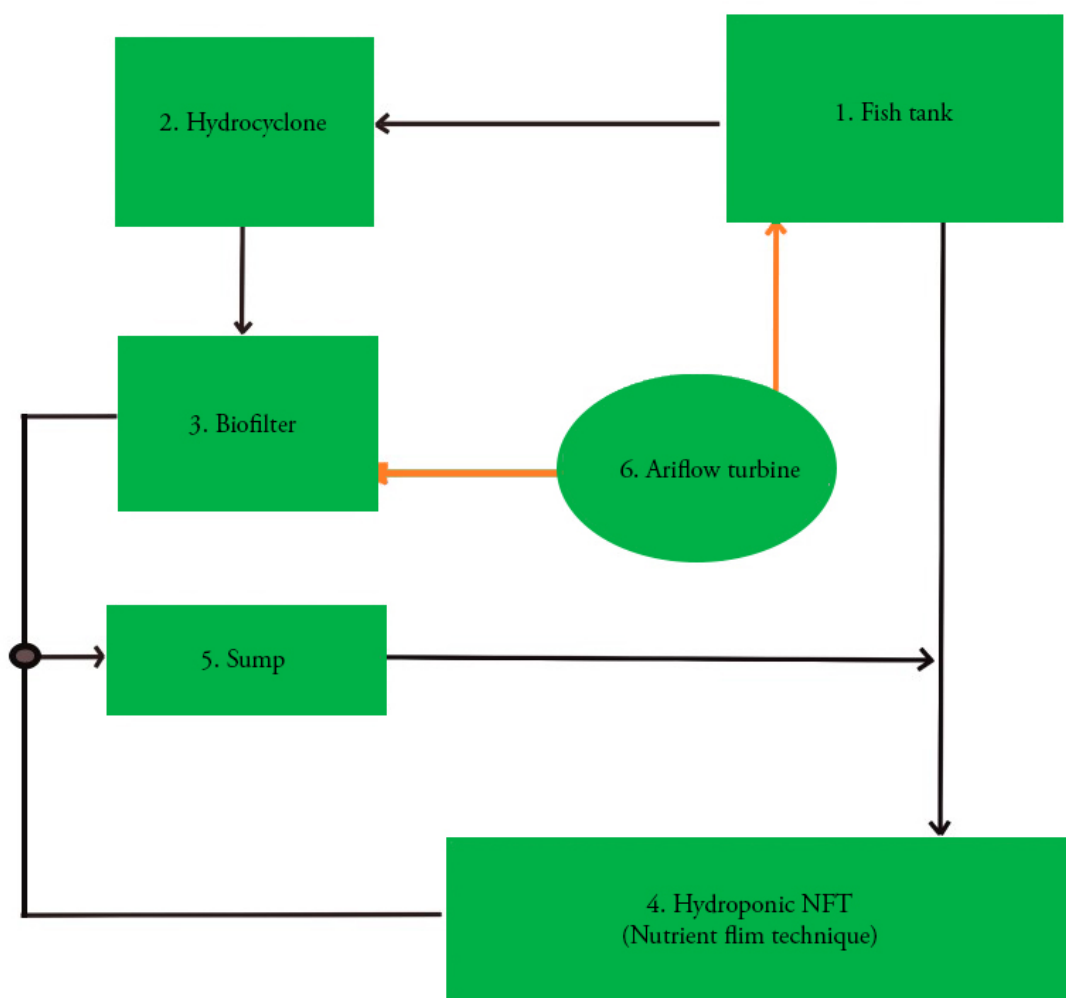 2. Hydrocyclone
1. Fish tank
3. Biofilter
6. Ariflow turbine
5. Sump
4. Hydroponic NFT
(Nutrient flim technique)